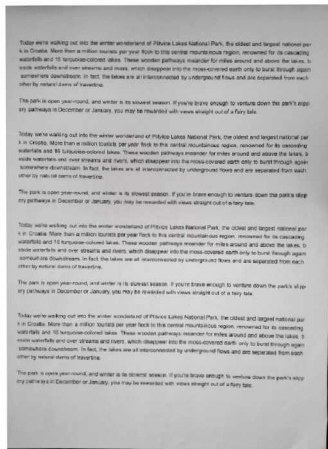 Today we're walking out into the winter wonderland of Plitvice Lakes National Park, the oldest and largest national par
k in Croatia. More than a million tourists per year flock to this central mountainous region, renowned for its cascading
waterfalls and 16 turquoise-colored lakes. These wooden pathways meander for miles around and above the lakes, b
eside waterfalls and over streams and rivers, which disappear into the moss-covered earth only to burst through again
somewhere downstream. In fact, the lakes are all interconnected by underground flows and are separated from each
other by natural dams of travertine.
The park is open year-round, and winter is its slowest season. If you're brave enough to venture down the park's slipp
ery pathways in December or January, you may be rewarded with views straight out of a fairy tale.
Today we're walking out into the winter wonderland of Plitvice Lakes National Park, the oldest and largest national par
k in Croatia. More than a million tourists per year flock to this central mountainous region, renowned for its cascading
waterfalls and 16 turquoise-colored lakes. These wooden pathways meander for miles around and above the lakes, b
eside waterfalls and over streams and rivers, which disappear into the moss-covered earth only to burst through again
somewhere downstream. In fact, the lakes are all interconnected by underground flows and are separated from each
other by natural dams of travertine.
The park is open year-round, and winter is its slowest season. If you're brave enough to venture down the park's slipp
ery pathways in December or January, you may be rewarded with views straight out of a fairy tale.
Today we're walking out into the winter wonderland of Plitvice Lakes National Park, the oldest and largest national par
k in Croatia. More than a million tourists per year flock to this central mountainous region, renowned for its cascading
waterfalls and 16 turquoise-colored lakes. These wooden pathways meander for miles around and above the lakes, b
eside waterfalls and over streams and rivers, which disappear into the moss-covered earth only to burst through again
somewhere downstream. In fact, the lakes are all interconnected by underground flows and are separated from each
other by natural dams of travertine.
The park is open year-round, and winter is its slowest season. If you're brave enough to venture down the park's slipp
ery pathways in December or January, you may be rewarded with views straight out of a fairy tale.
Today we're walking out into the winter wonderland of Plitvice Lakes National Park, the oldest and largest national par
k in Croatia. More than a million tourists per year flock to this central mountainous region, renowned for its cascading
waterfalls and 16 turquoise-colored lakes. These wooden pathways meander for miles around and above the lakes, b
eside waterfalls and over streams and rivers, which disappear into the moss-covered earth only to burst through again
somewhere downstream. In fact, the lakes are all interconnected by underground flows and are separated from each
other by natural dams of travertine.
The park is open year-round, and winter is its slowest season. If you're brave enough to venture down the park's slipp
ery pathways in December or January, you may be rewarded with views straight out of a fairy tale.